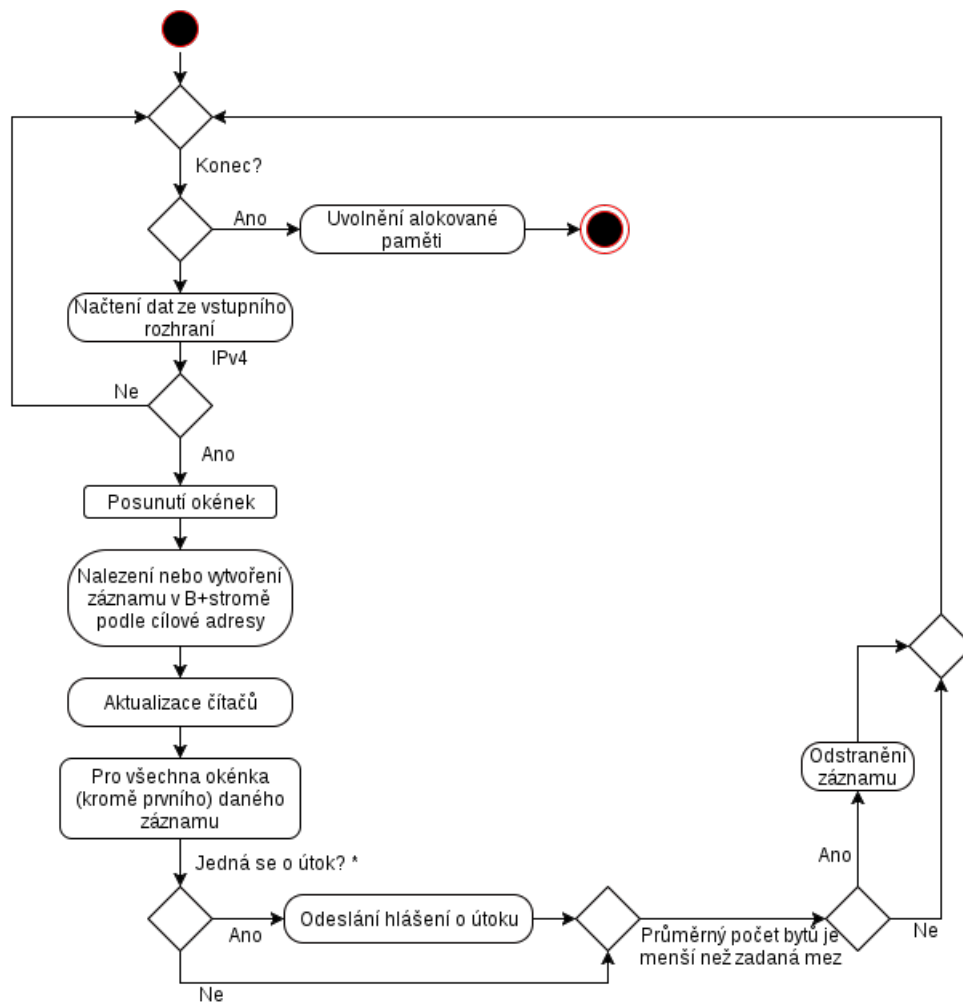 Konec?
Ano
Uvolnění alokované
paměti
Načtení dat ze vstupního
rozhraní
IPv4
Ne
Ano
Posunutí okének
Nalezení nebo vytvoření
záznamu v B+stromě
podle cílové adresy
Aktualizace čítačů
Pro všechna okénka
(kromě prvního) daného
záznamu
Jedná se o útok? *
Ano
Odeslání hlášení o útoku
Ne
Průměrný počet bytů je
menší než zadaná mez
Ano
Odstranění
záznamu
Ne